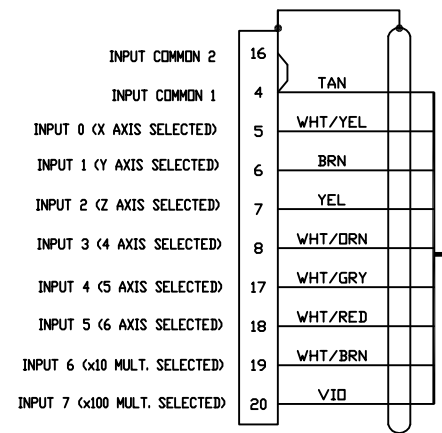 INPUT COMMON 2 16
INPUT COMMON 1 4 TAN
INPUT 0 (X AXIS SELECTED) 5 WHT/YEL
INPUT 1 (Y AXIS SELECTED) 6 BRN
INPUT 2 (Z AXIS SELECTED) 7 YEL
INPUT 3 (4 AXIS SELECTED) 8 WHT/ORN
INPUT 4 (5 AXIS SELECTED) 17 WHT/GRY
INPUT 5 (6 AXIS SELECTED) 18 WHT/RED
INPUT 6 (x10 MULT. SELECTED) 19 WHT/BRN
INPUT 7 (x100 MULT. SELECTED) 20 VIO